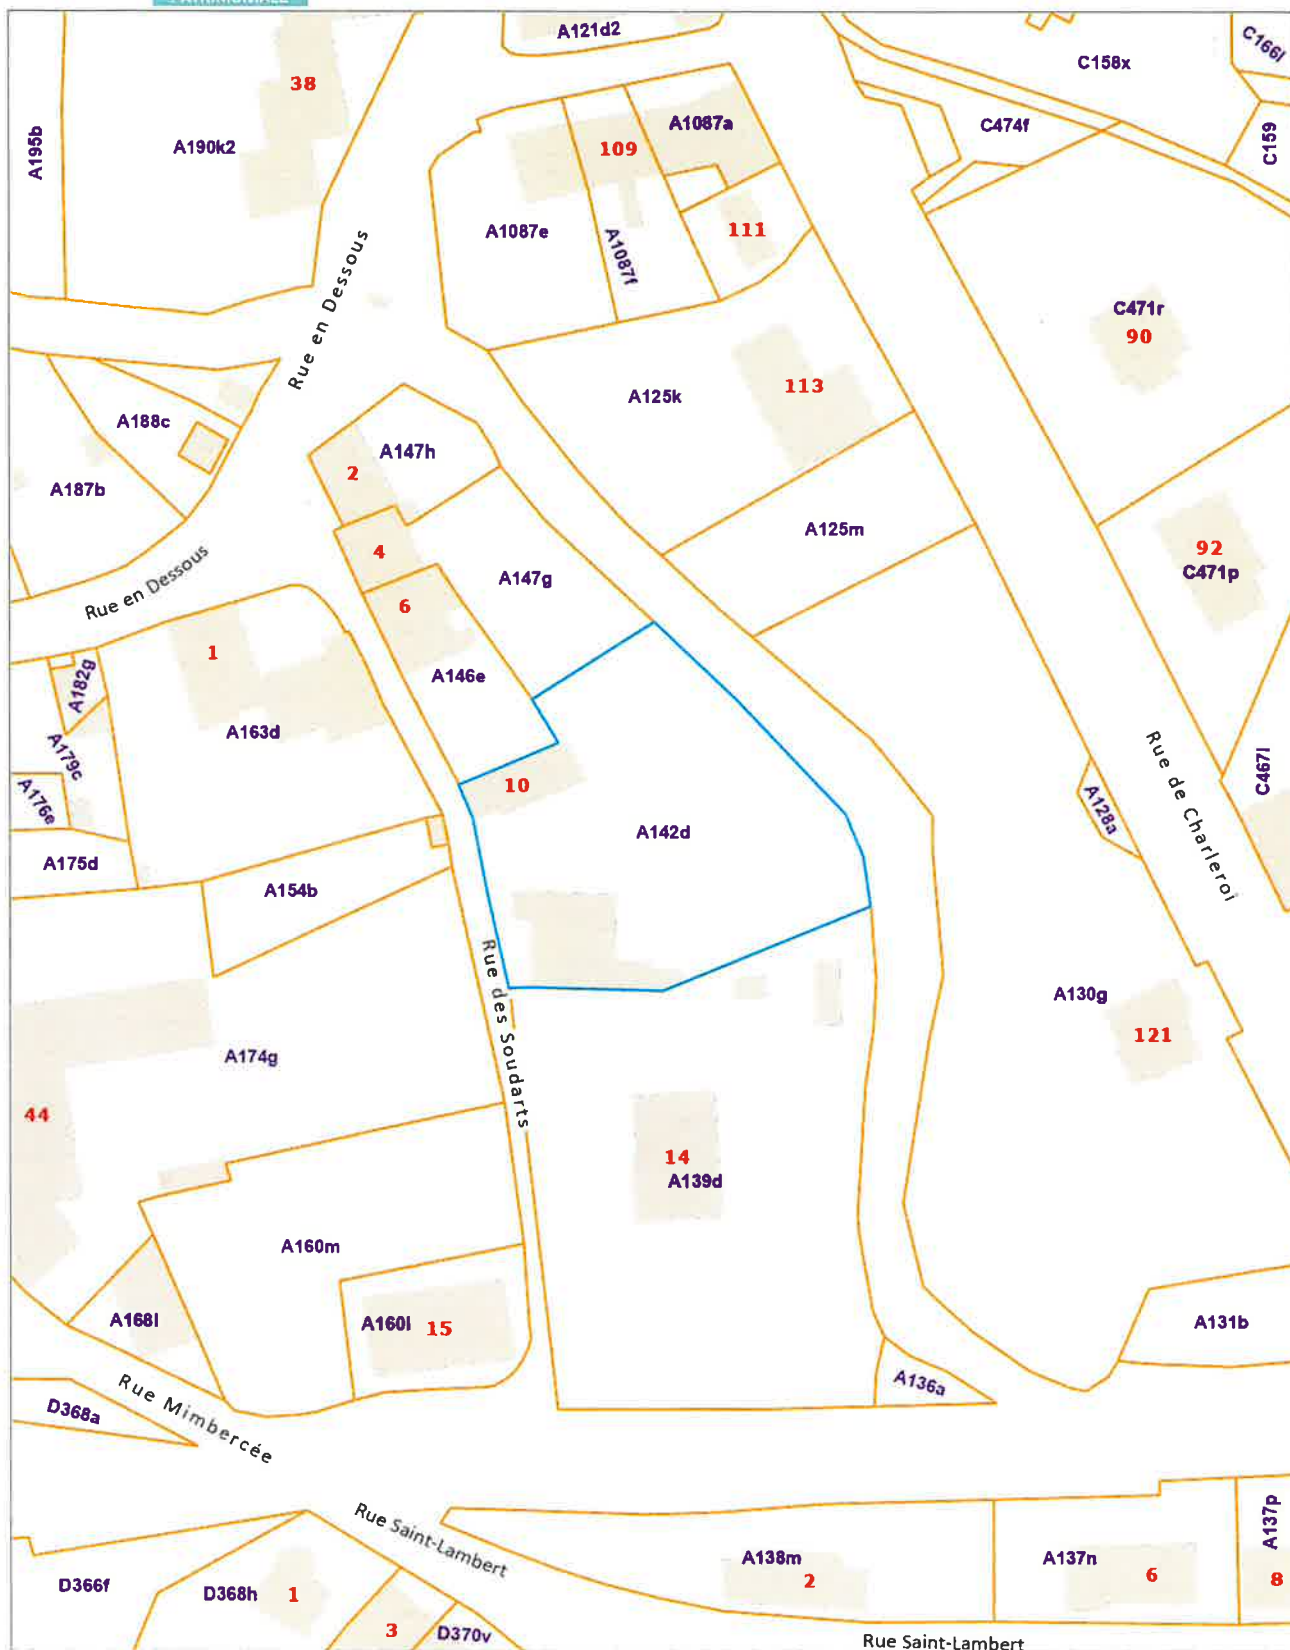 PATRIMONIALE
A121d2
C158x
C166l
38
A195b
A190k2
109
A1087a
C474f
C159
A1087e
A1087f
111
Rue en Dessous
C471r
90
A125k
113
A188c
A147h
2
A187b
A125m
4
92
C471p
Rue en Dessous
A147g
6
1
A182g
A146e
A163d
A179c
A176e
10
A142d
A128a
Rue de Charleroi
C467l
A175d
A154b
Rue des Soudarts
A130g
121
A174g
44
14
A139d
A160m
A168l
A160l
15
A131b
A136a
Rue Mimbercée
D368a
Rue Saint-Lambert
A137p
A138m
2
A137n
6
8
D366f
D368h
1
3
D370v
Rue Saint-Lambert